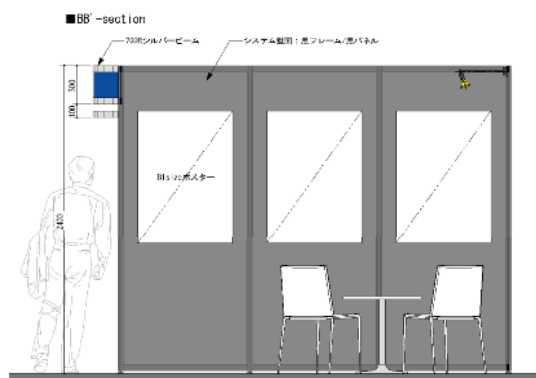 ■BB'-section
700Rシルバービーム
システム壁面：黒フレーム/黒パネル
300
100
2400
B1sizeポスター